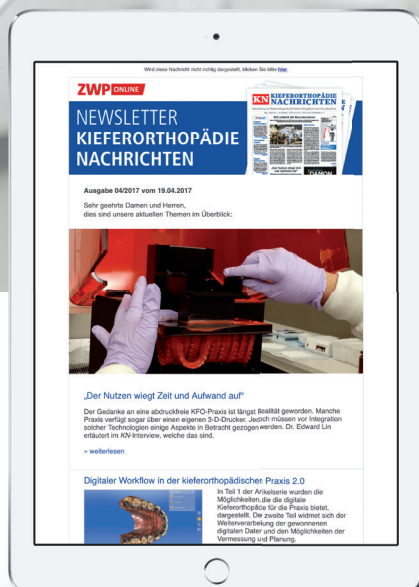 Wird diese Nachricht nicht richtig dargestellt, klicken Sie bitte hier.
ZWP ONLINE
NEWSLETTER
KIEFERORTHOPÄDIE
NACHRICHTEN
KN KIEFERORTHOPÄDIE
NACHRICHTEN
DAMON
Ausgabe 04/2017 vom 19.04.2017
Sehr geehrte Damen und Herren,
dies sind unsere aktuellen Themen im Überblick:
„Der Nutzen wiegt Zeit und Aufwand auf“
Der Gedanke an eine abdruckfreie KFO-Praxis ist längst Realität geworden. Manche
Praxis verfügt sogar über einen eigenen 3-D-Drucker. Jedoch müssen vor Integration
solcher Technologien einige Aspekte in Betracht gezogen werden. Dr. Edward Lin
erläutert im KN-Interview, welche das sind.
» weiterlesen
Digitaler Workflow in der kieferorthopädischen Praxis 2.0
In Teil 1 der Arikelserie wurden die
Möglichkeiten, die die digitale
Kieferorthopädie für die Praxis bietet,
dargestellt. Der zweite Teil widmet sich der
Weiterverarbeitung der gewonnenen
digitalen Daten und den Möglichkeiten der
Vermessung und Planung.